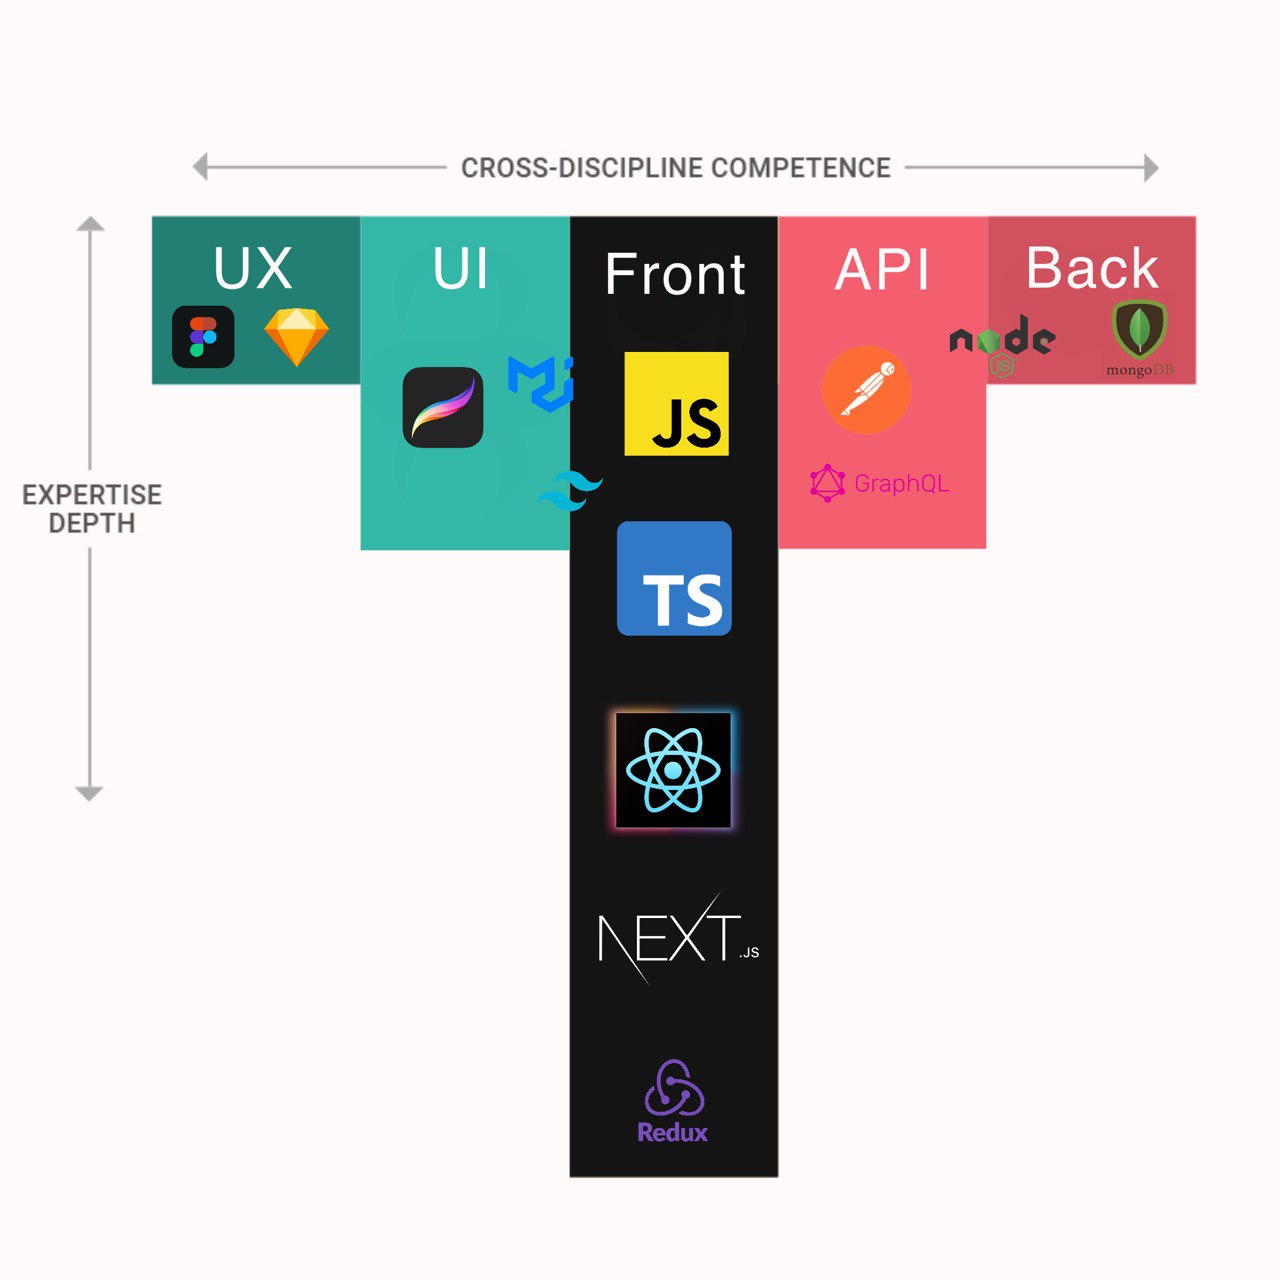 CROSS-DISCIPLINE COMPETENCE
UX
UI
Front
API
Back
node
JS
mongoDB
JS
GraphQL
EXPERTISE
DEPTH
TS
NEXT.JS
Redux